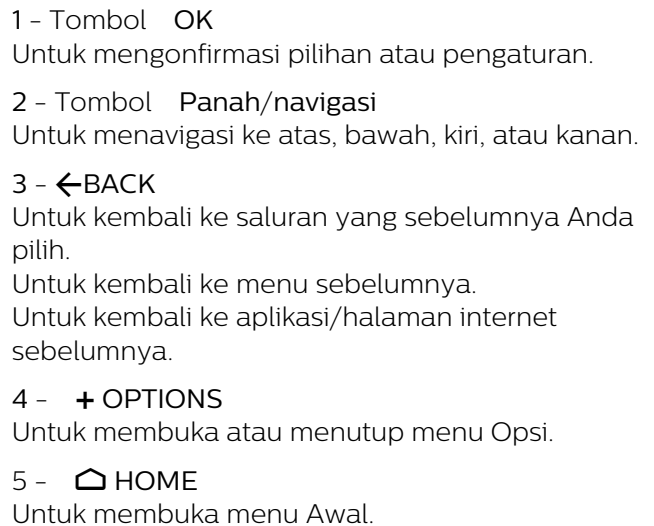 1 - Tombol OK
Untuk mengonfirmasi pilihan atau pengaturan.
2 - Tombol Panah/navigasi
Untuk menavigasi ke atas, bawah, kiri, atau kanan.
3 - ←BACK
Untuk kembali ke saluran yang sebelumnya Anda
pilih.
Untuk kembali ke menu sebelumnya.
Untuk kembali ke aplikasi/halaman internet
sebelumnya.
4 - + OPTIONS
Untuk membuka atau menutup menu Opsi.
5 - HOME
Untuk membuka menu Awal.